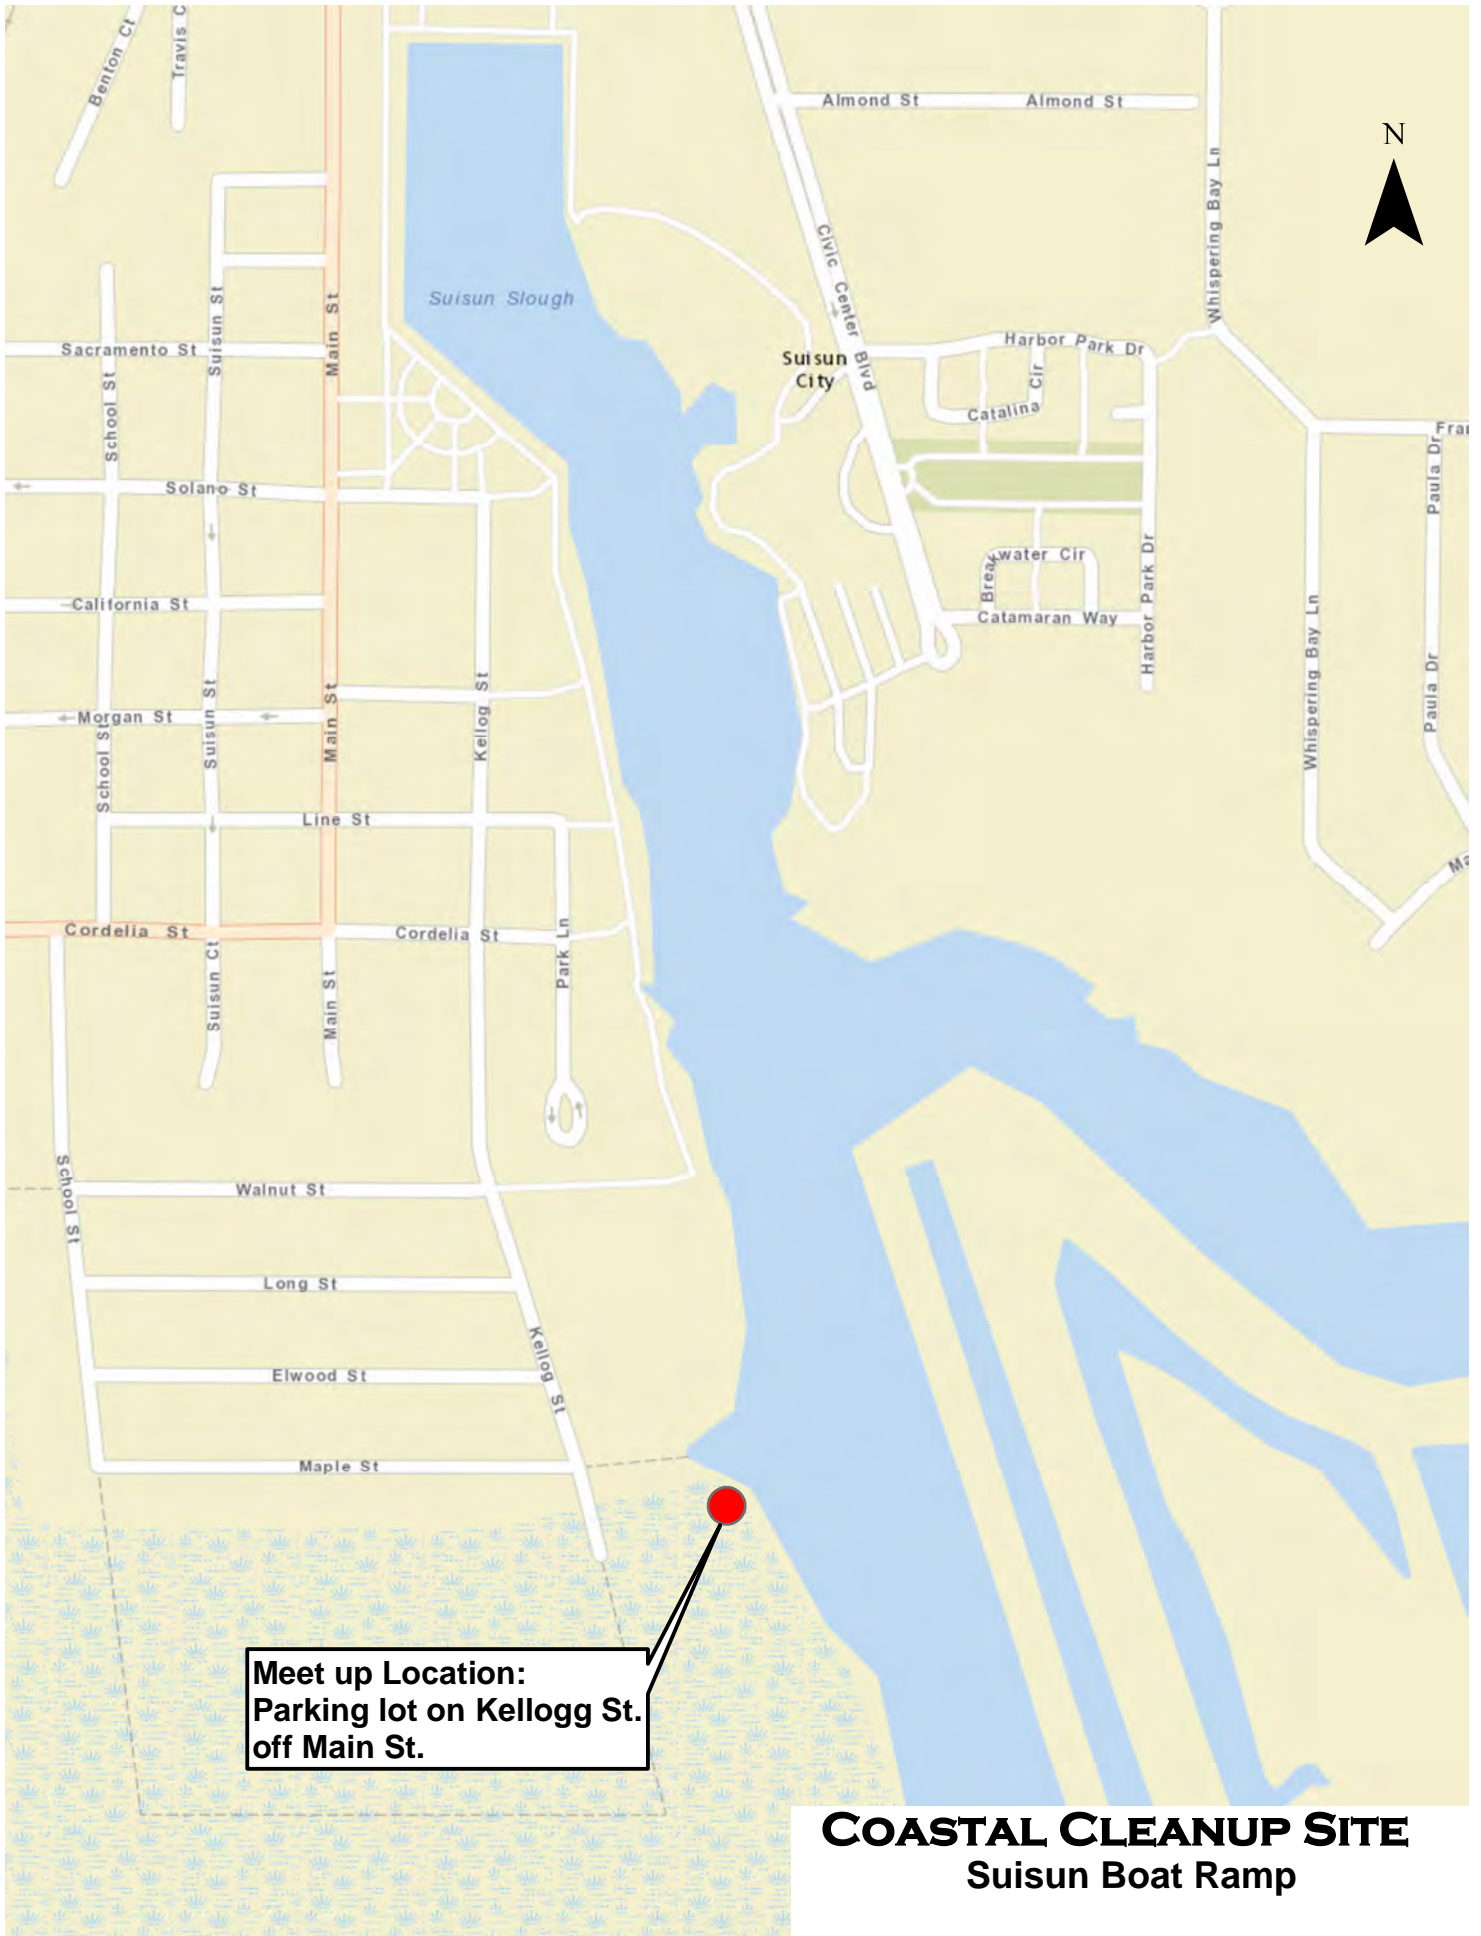 Benton Ct
Travis C
Almond St
Almond St
N
Whispering Bay Ln
Civic Center Blvd
Suisun Slough
Suisun St
Main St
Sacramento St
School St
Suisun
City
Harbor Park Dr
Catalina Cir
Fran
Paula Dr
Solano St
Breakwater Cir
California St
Catamaran Way
Harbor Park Dr
Whispering Bay Ln
Paula Dr
Kellog St
Suisun St
Main St
Morgan St
School St
Line St
Ma
Cordelia St
Cordelia St
Park Ln
Suisun Ct
Main St
School St
Walnut St
Long St
Kellog St
Elwood St
Maple St
Meet up Location:
Parking lot on Kellogg St.
off Main St.
COASTAL CLEANUP SITE
Suisun Boat Ramp